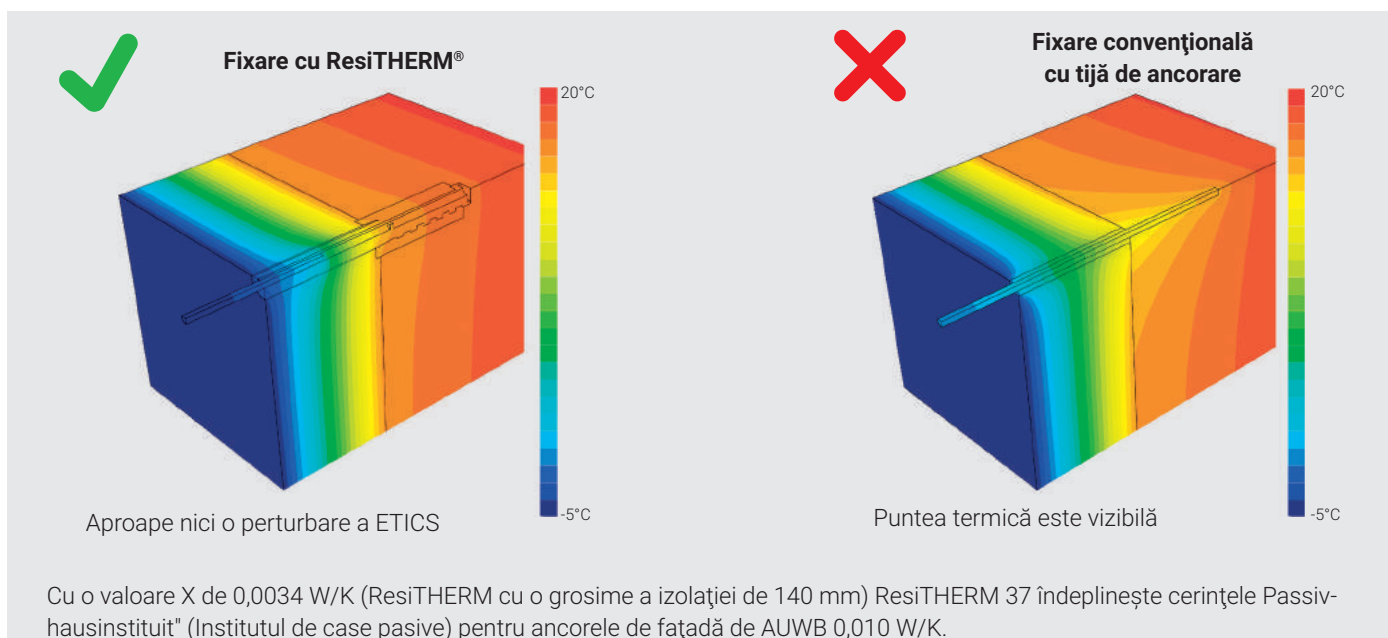 Fixare cu ResiTHERM®
20°C
-5°C
Aproape nici o perturbare a ETICS
Fixare convenţională
cu tijă de ancorare
20°C
-5°C
Puntea termică este vizibilă
Cu o valoare X de 0,0034 W/K (ResiTHERM cu o grosime a izolaţiei de 140 mm) ResiTHERM 37 îndeplineşte cerinţele Passiv-
hausinstituit" (Institutul de case pasive) pentru ancorele de faţadă de AUWB 0,010 W/K.